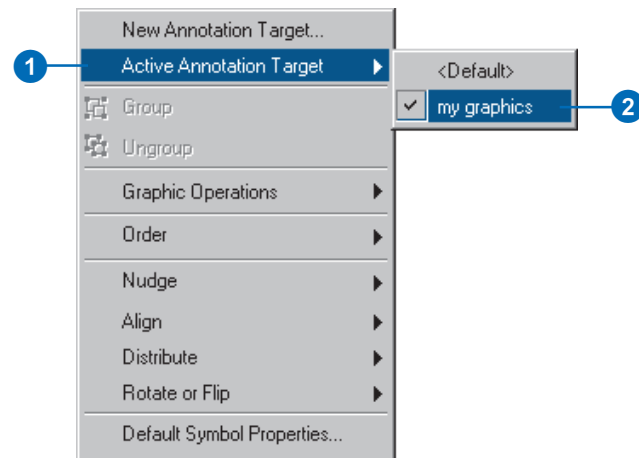 New Annotation Target...
1
Active Annotation Target
<Default>
Group
my graphics
2
Ungroup
Graphic Operations
Order
Nudge
Align
Distribute
Rotate or Flip
Default Symbol Properties...